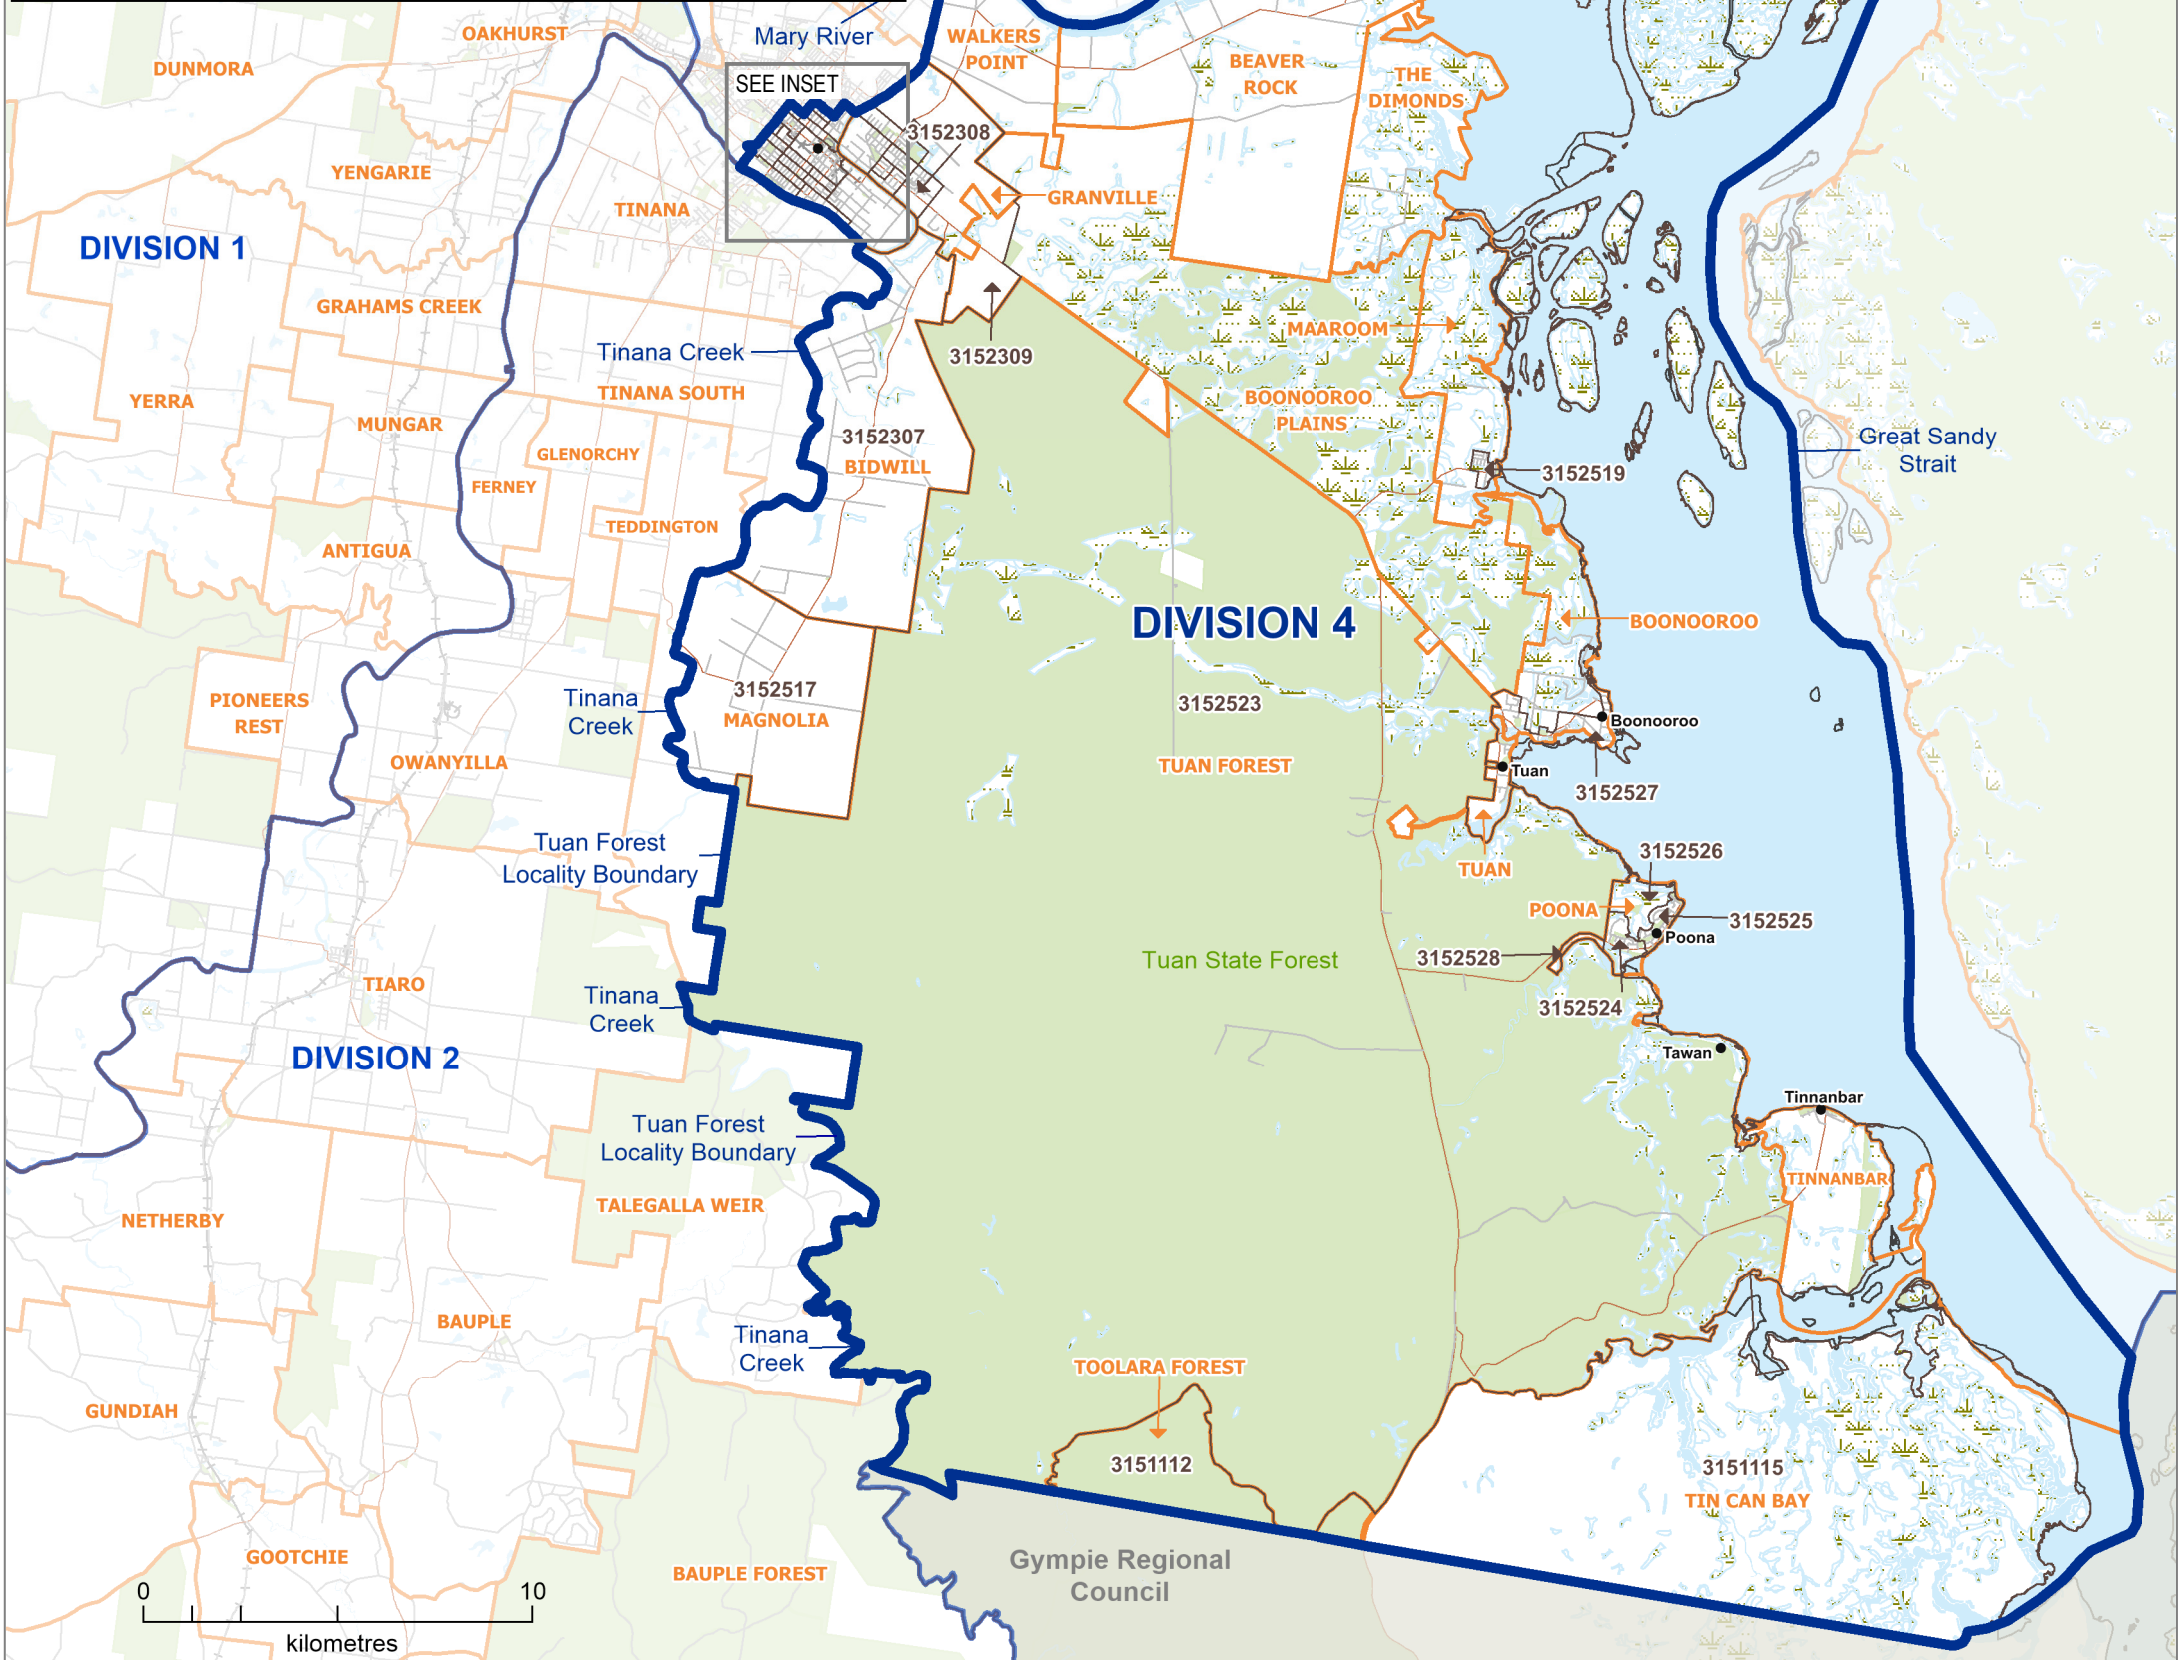 OAKHURST
Mary River
WALKERS
POINT
DUNMORA
BEAVER
ROCK
THE
DIMONDS
SEE INSET
3152308
YENGARIE
GRANVILLE
TINANA
DIVISION 1
GRAHAMS CREEK
MAAROOM
Tinana Creek
3152309
TINANA SOUTH
YERRA
BOONOOROO
PLAINS
MUNGAR
3152307
BIDWILL
Great Sandy
Strait
GLENORCHY
3152519
FERNEY
TEDDINGTON
ANTIGUA
DIVISION 4
BOONOOROO
3152517
MAGNOLIA
PIONEERS
REST
Tinana
Creek
3152523
Boonooroo
OWANYILLA
TUAN FOREST
Tuan
3152527
Tuan Forest
Locality Boundary
3152526
TUAN
POONA
3152525
Poona
3152528
Tuan State Forest
TIARO
Tinana
Creek
3152524
Tawan
DIVISION 2
Tinnanbar
Tuan Forest
Locality Boundary
TINNANBAR
TALEGALLA WEIR
NETHERBY
BAUPLE
Tinana
Creek
TOOLARA FOREST
GUNDIAH
3151112
3151115
TIN CAN BAY
GOOTCHIE
Gympie Regional
Council
BAUPLE FOREST
0 10
kilometres